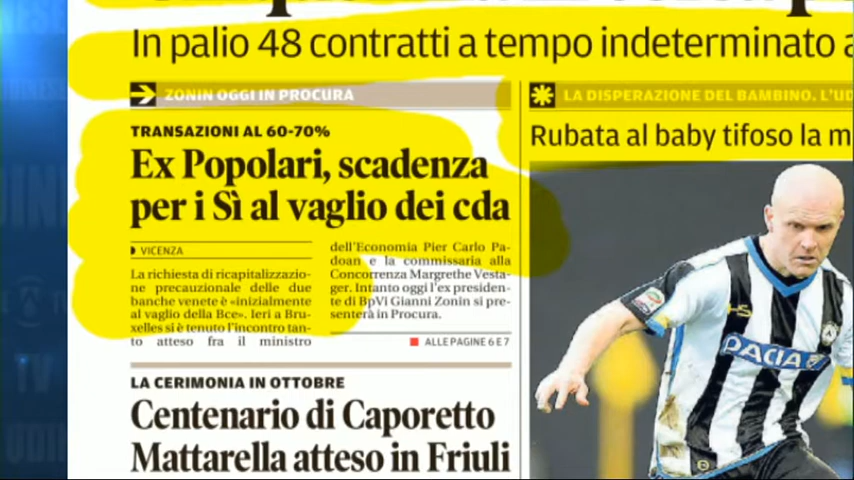 In palio 48 contratti a tempo indeterminato a
ZONIN OGGI IN PROCURA
TRANSAZIONI AL 60-70%
Ex Popolari, scadenza
per i Sì al vaglio dei cda
VICENZA
La richiesta di ricapitalizzazio-
ne precauzionale delle due
banche venete è «inizialmente
al vaglio della Bce». Ieri a Bru-
xelles si è tenuto l'incontro tan-
to atteso fra il ministro
dell'Economia Pier Carlo Pa-
doan e la commissaria alla
Concorrenza Margrethe Vesta-
ger. Intanto oggi l'ex presiden-
te di BpVi Gianni Zonin si pre-
senterà in Procura.
ALLE PAGINE 6 E 7
LA CERIMONIA IN OTTOBRE
Centenario di Caporetto
Mattarella atteso in Friuli
LA DISPERAZIONE DEL BAMBINO. L'UD
Rubata al baby tifoso la m
DACIA